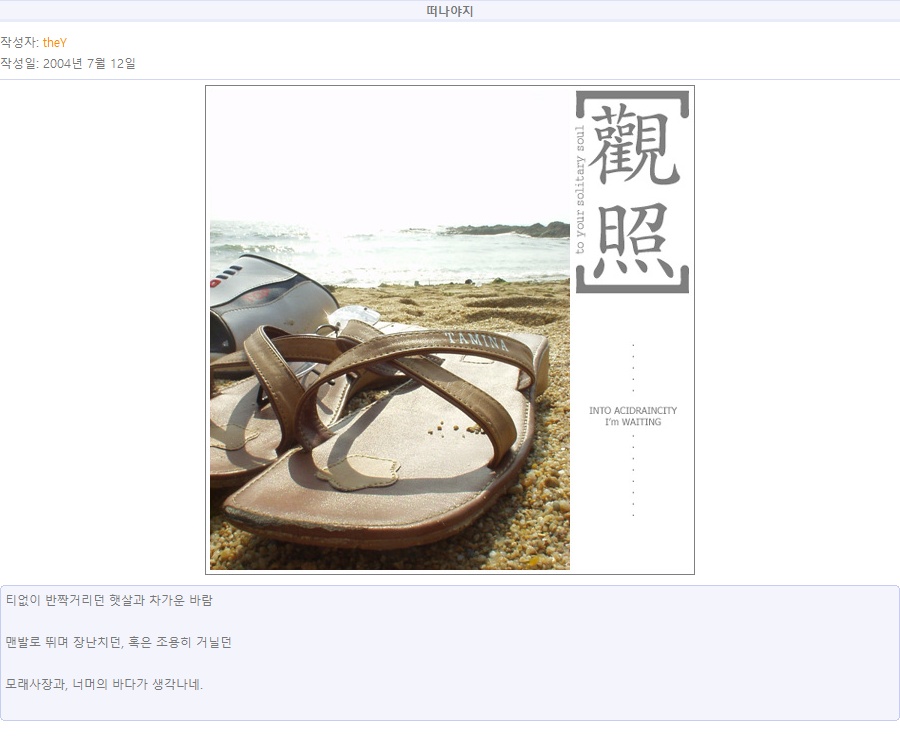 떠나야지
작성자: theY
작성일: 2004년 7월 12일
觀
照
to your solitary soul
TAMINA
INTO ACIDRAINCITY
I'm WAITING
티없이 반짝거리던 햇살과 차가운 바람
맨발로 뛰며 장난치던, 혹은 조용히 거닐던
모래사장과, 너머의 바다가 생각나네.